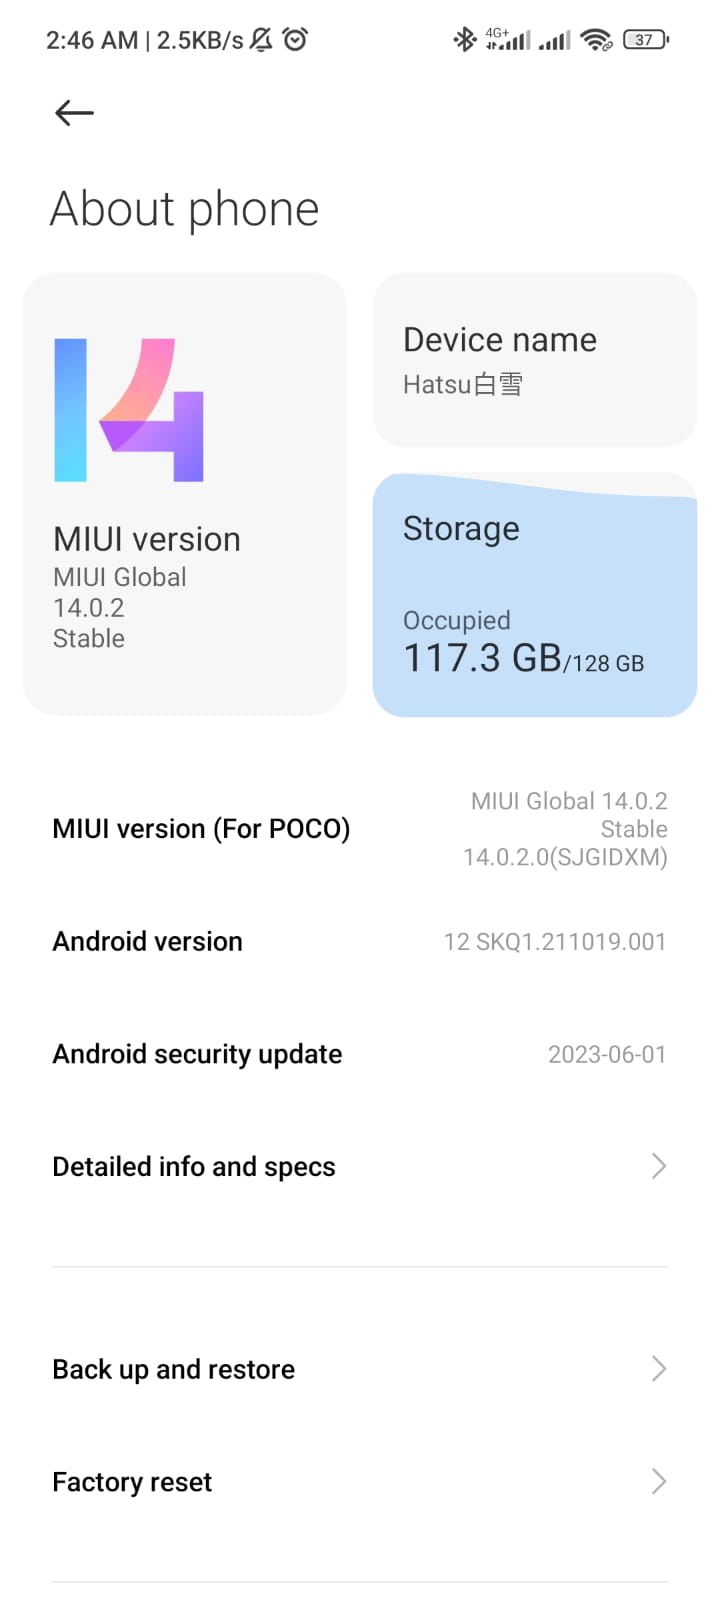 2:46 AM | 2.5KB/s
4G+
37
About phone
14
MIUI version
MIUI Global
14.0.2
Stable
Device name
Hatsu白雪
Storage
Occupied
117.3 GB/128 GB
MIUI version (For POCO)
MIUI Global 14.0.2
Stable
14.0.2.0(SJGIDXM)
Android version
12 SKQ1.211019.001
Android security update
2023-06-01
Detailed info and specs
Back up and restore
Factory reset